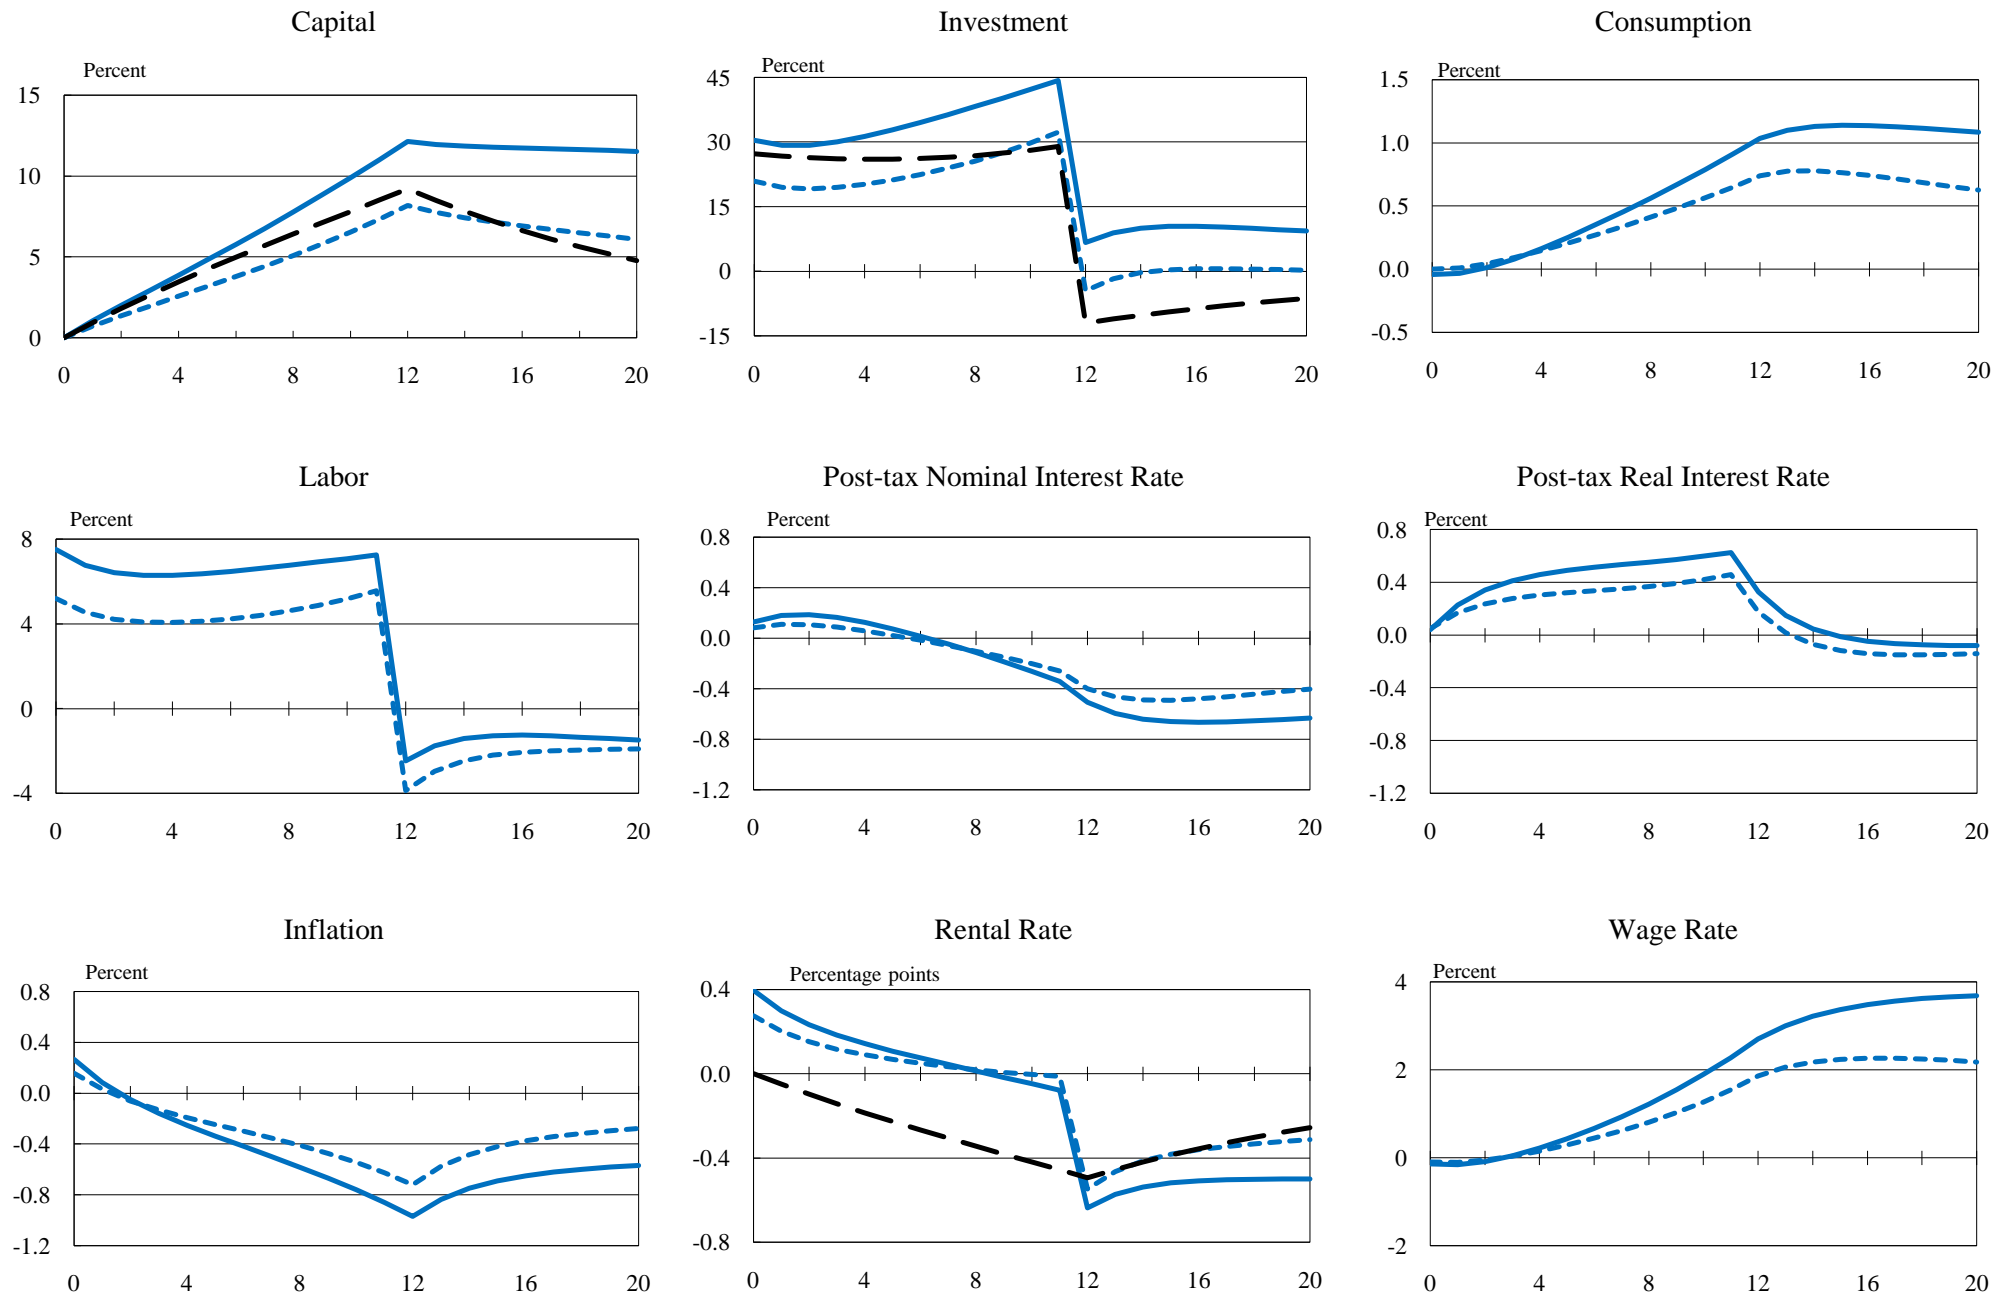 Capital
Investment
Consumption
Percent
15
10
5
0
0 4 8 12 16 20
Percent
45
30
15
0
-15
0 4 8 12 16 20
Percent
1.5
1.0
0.5
0.0
-0.5
0 4 8 12 16 20
Labor
Post-tax Nominal Interest Rate
Post-tax Real Interest Rate
Percent
8
4
0
-4
0 4 8 12 16 20
Percent
0.8
0.4
0.0
-0.4
-0.8
-1.2
0 4 8 12 16 20
Percent
0.8
0.4
0.0
-0.4
-0.8
-1.2
0 4 8 12 16 20
Inflation
Rental Rate
Wage Rate
Percent
0.8
0.4
0.0
-0.4
-0.8
-1.2
0 4 8 12 16 20
Percentage points
0.4
0.0
-0.4
-0.8
0 4 8 12 16 20
Percent
4
2
0
-2
0 4 8 12 16 20